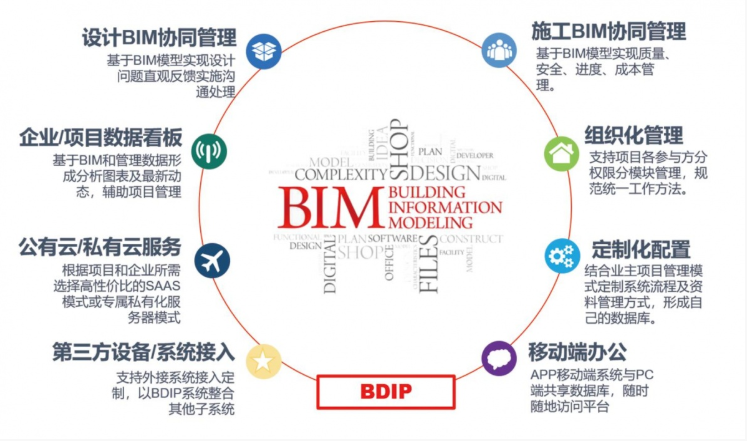 设计BIM协同管理
基于BIM模型实现设计
问题直观反馈实施沟
通处理
企业/项目数据看板
基于BIM和管理数据形
成分析图表及最新动
态，辅助项目管理
公有云/私有云服务
根据项目和企业所需
选择高性价比的SAAS
模式或专属私有化服
务器模式
第三方设备/系统接入
支持外接系统接入定
制，以BDIP系统整合
其他子系统
BUILDING
IDEA
SHOP
PLAN
DEVELOPER
MODEL
COMPLEXITY
DESIGN
DIGITAL
BIM
BUILDING
INFORMATION
MODELING
FUNCTIONAL
DESIGN
DIGITAL
PLAN
SOFTWARE
SHOP
OFFICE
FILES
CONSTRUCT
FACILITY
MODEL
BDIP
施工BIM协同管理
基于BIM模型实现质量、
安全、进度、成本管
理。
组织化管理
支持项目各参与方分
权限分模块管理，规
范统一工作方法。
定制化配置
结合业主项目管理模
式定制系统流程及资
料管理方式，形成自
己的数据库。
移动端办公
APP移动端系统与PC
端共享数据库，随时
随地访问平台